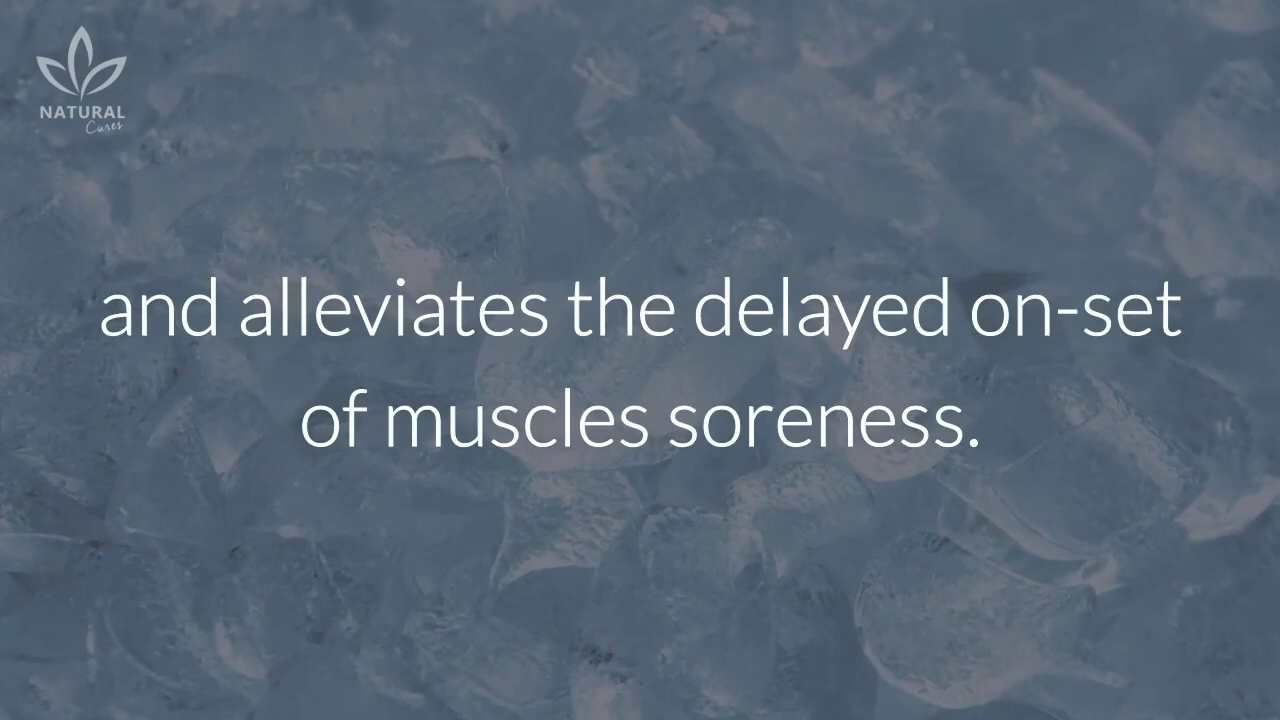 NATURAL
Cures
and alleviates the delayed on-set
of muscles soreness.